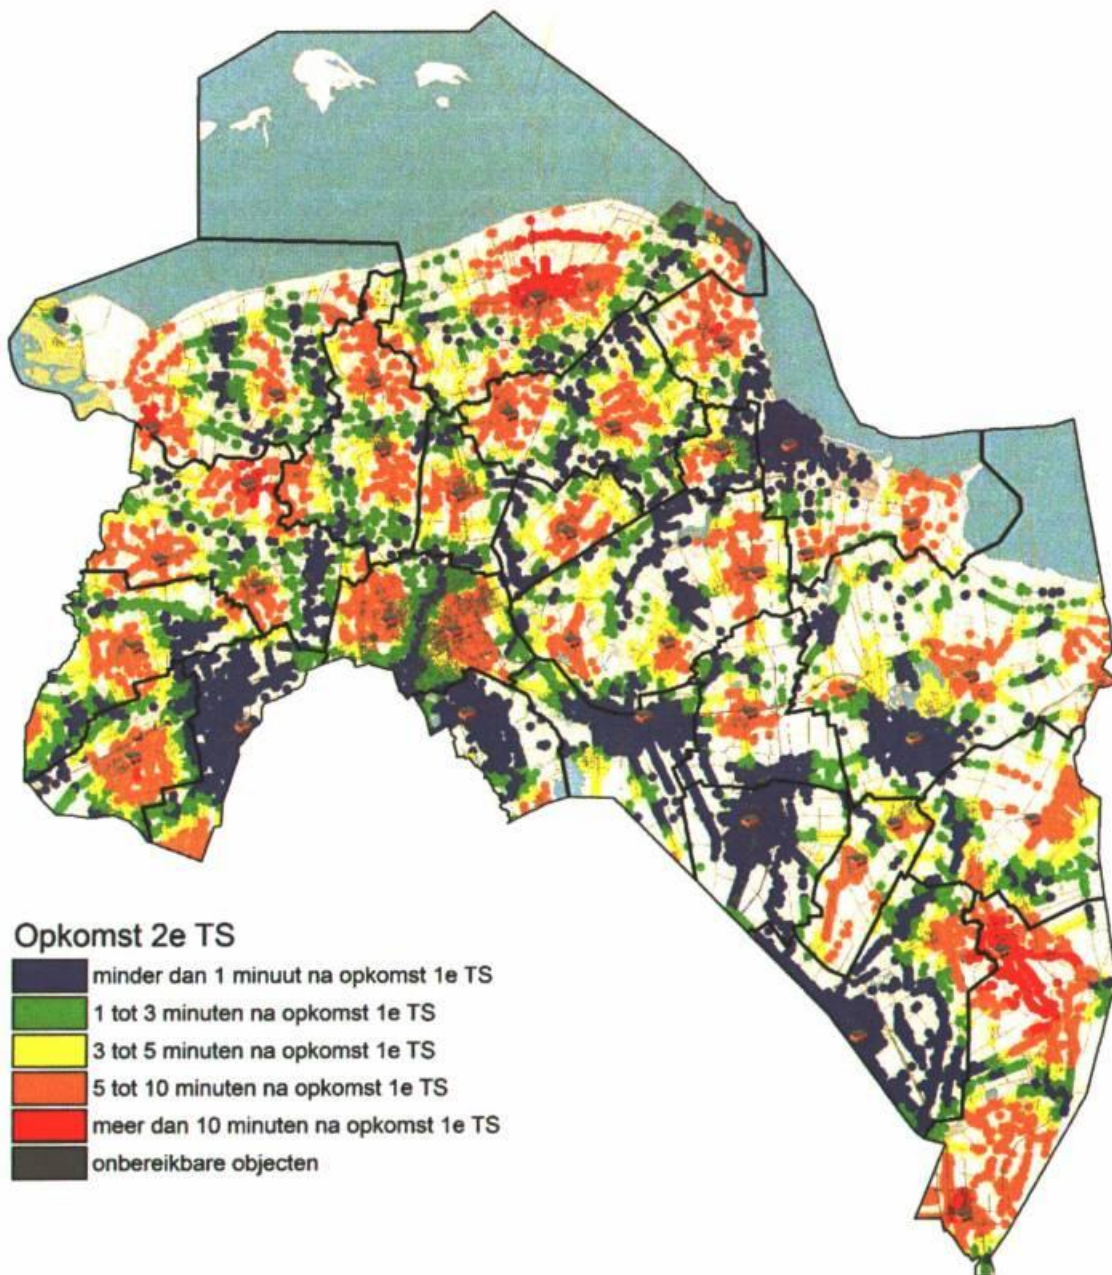 Opkomst 2e TS
minder dan 1 minuut na opkomst 1e TS
1 tot 3 minuten na opkomst 1e TS
3 tot 5 minuten na opkomst 1e TS
5 tot 10 minuten na opkomst 1e TS
meer dan 10 minuten na opkomst 1e TS
onbereikbare objecten